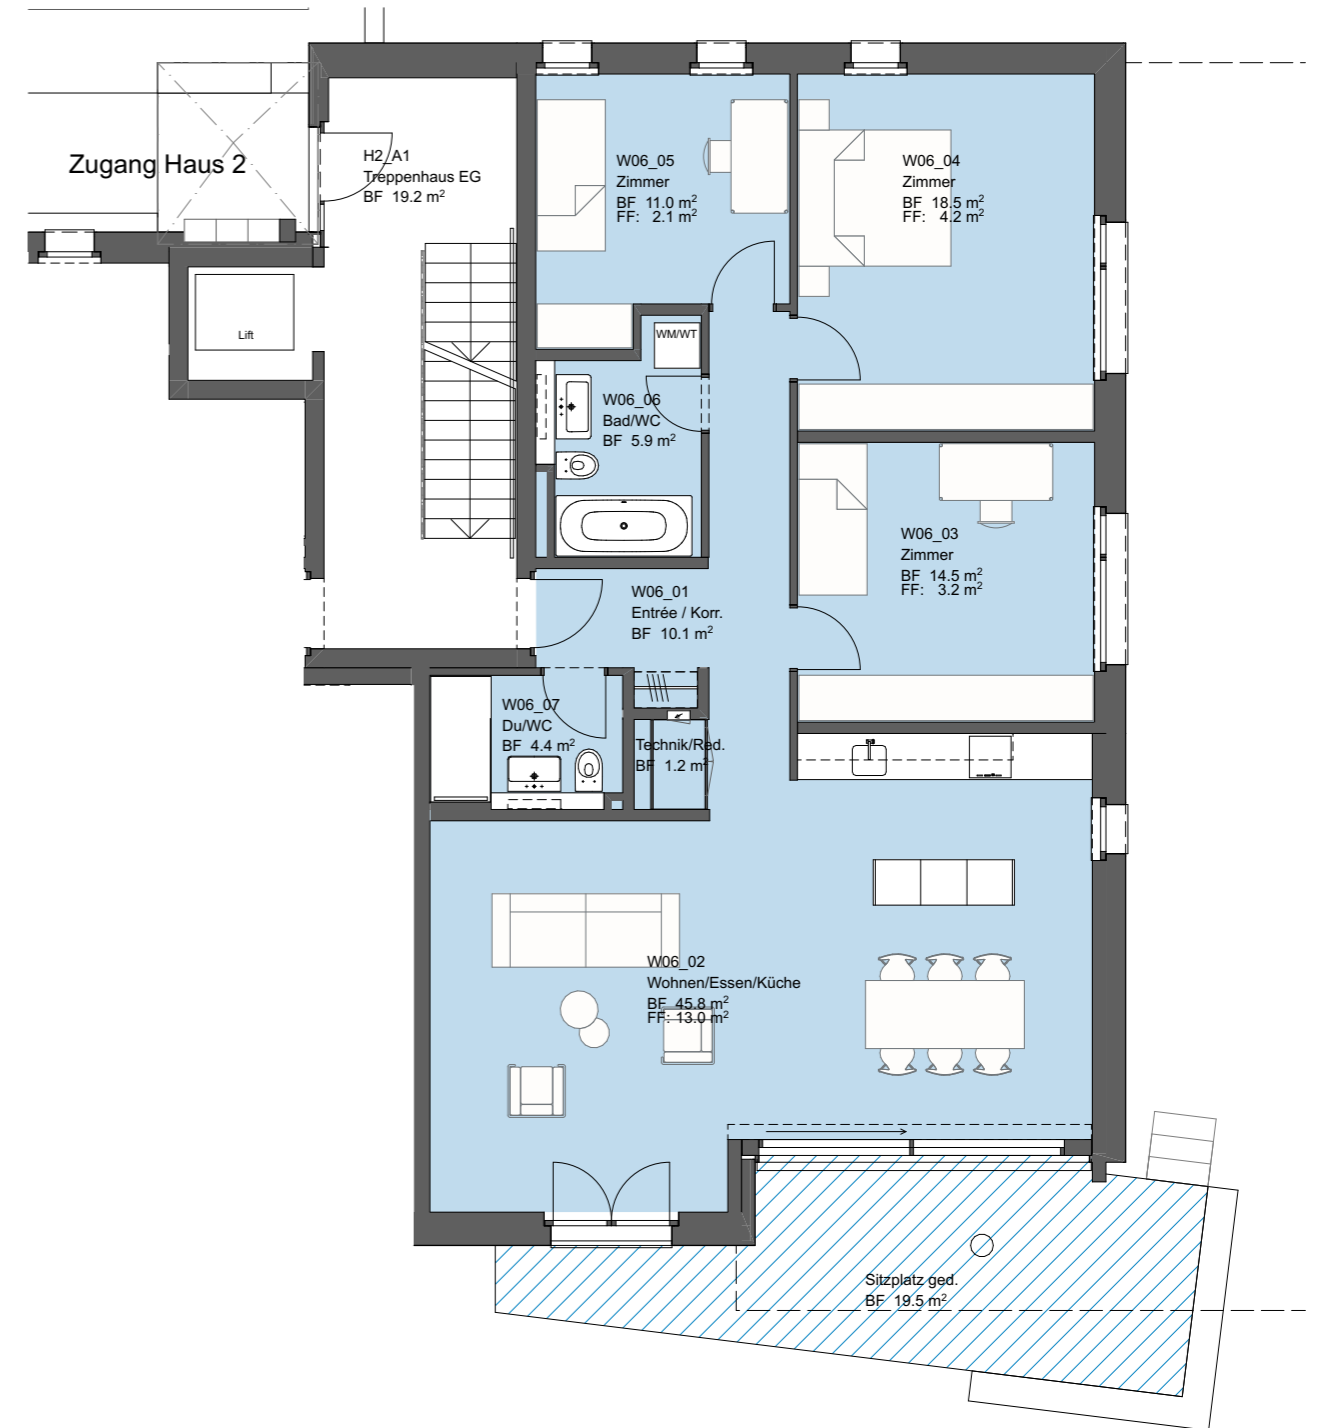 Zugang Haus 2
H2_A1
Treppenhaus EG
BF 19.2 m²
Lift
W06_05
Zimmer
BF 11.0 m²
FF: 2.1 m²
W06_04
Zimmer
BF 18.5 m²
FF: 4.2 m²
WM/WT
W06_06
Bad/WC
BF 5.9 m²
W06_03
Zimmer
BF 14.5 m²
FF: 3.2 m²
W06_01
Entrée / Korr.
BF 10.1 m²
W06_07
Du/WC
BF 4.4 m²
Technik/Red.
BF 1.2 m²
W06_02
Wohnen/Essen/Küche
BF 45.8 m²
FF: 13.0 m²
Sitzplatz ged.
BF 19.5 m²